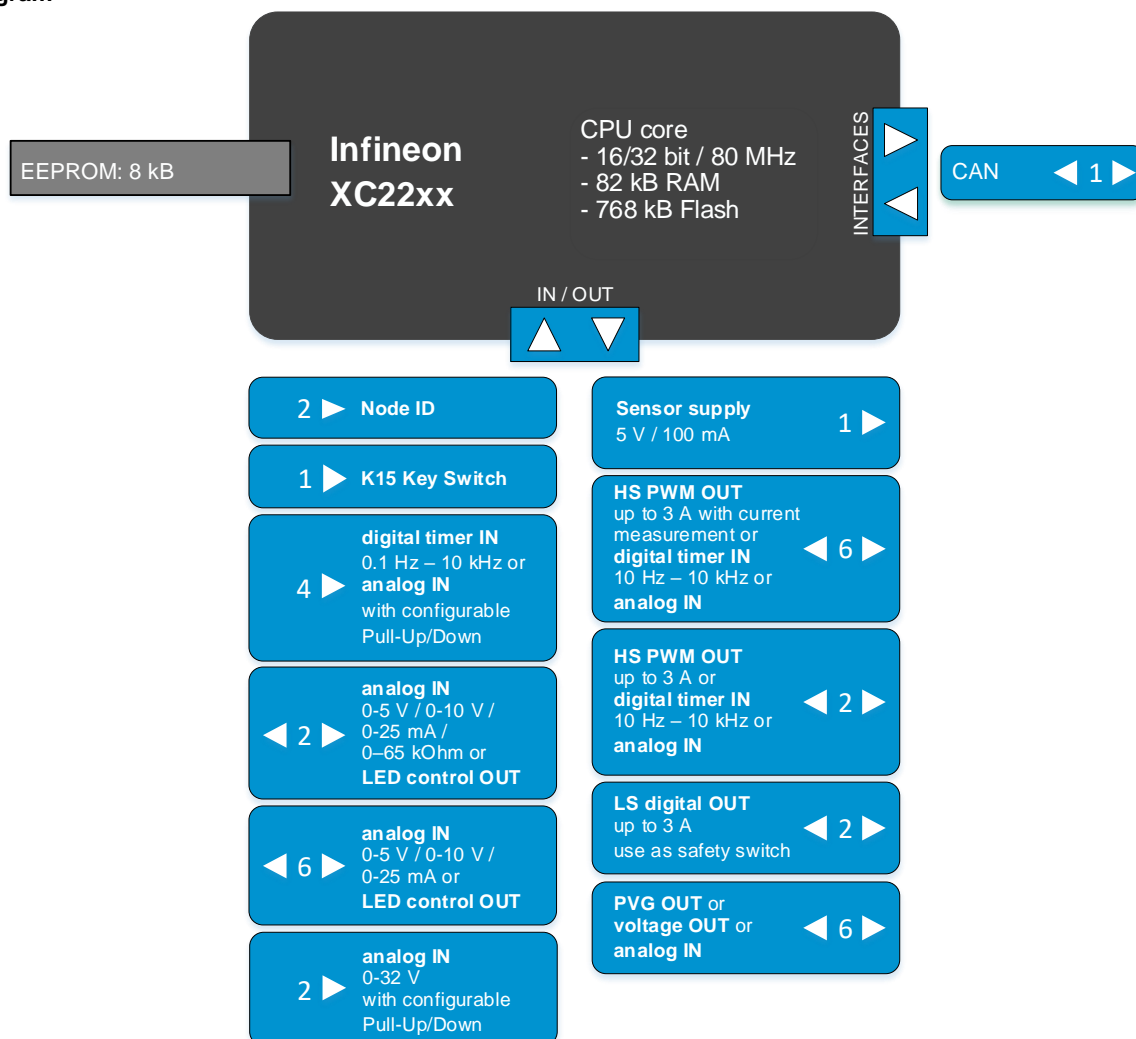 EEPROM: 8 kB
Infineon
XC22xx
CPU core
- 16/32 bit / 80 MHz
- 82 kB RAM
- 768 kB Flash
INTERFACES
CAN 1
IN / OUT
2 Node ID
1 K15 Key Switch
4
digital timer IN
0.1 Hz – 10 kHz or
analog IN
with configurable
Pull-Up/Down
2
analog IN
0-5 V / 0-10 V /
0-25 mA /
0–65 kOhm or
LED control OUT
6
analog IN
0-5 V / 0-10 V /
0-25 mA or
LED control OUT
2
analog IN
0-32 V
with configurable
Pull-Up/Down
Sensor supply
5 V / 100 mA
1
HS PWM OUT
up to 3 A with current
measurement or
digital timer IN
10 Hz – 10 kHz or
analog IN
6
HS PWM OUT
up to 3 A or
digital timer IN
10 Hz – 10 kHz or
analog IN
2
LS digital OUT
up to 3 A
use as safety switch
2
PVG OUT or
voltage OUT or
analog IN
6